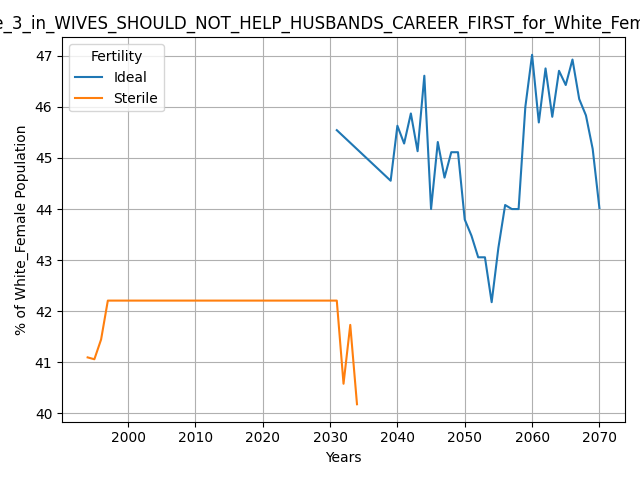 e_3_in_WIVES_SHOULD_NOT_HELP_HUSBANDS_CAREER_FIRST_for_White_Fem
Fertility
Ideal
Sterile
% of White_Female Population
47
46
45
44
43
42
41
40
2000
2010
2020
2030
2040
2050
2060
2070
Years